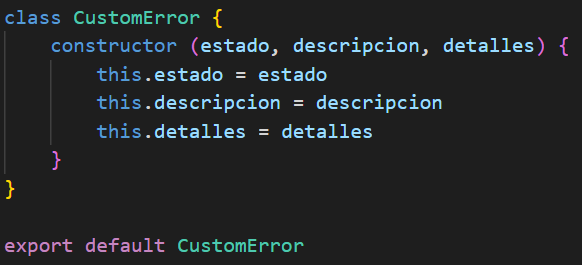 class CustomError {
    constructor (estado, descripcion, detalles) {
        this.estado = estado
        this.descripcion = descripcion
        this.detalles = detalles
    }
}

export default CustomError